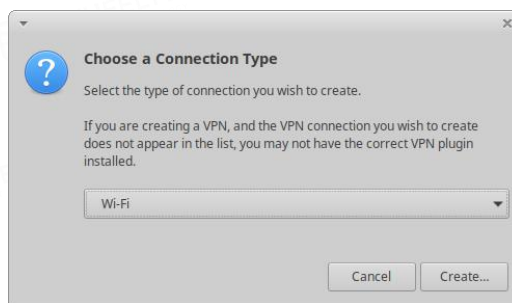 Choose a Connection Type
Select the type of connection you wish to create.
If you are creating a VPN, and the VPN connection you wish to create
does not appear in the list, you may not have the correct VPN plugin
installed.
Wi-Fi
Cancel
Create...